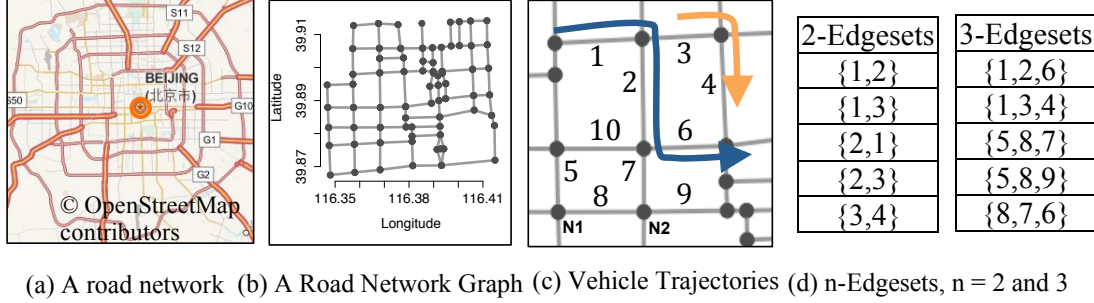 S11
S12
BEIJING
(北京市)
S50
G10
G1
G2
© OpenStreetMap
contributors
39.91
39.89
39.87
Latitude
116.35 116.38 116.41
Longitude
1
3
2
4
10
6
5
7
8
9
N1
N2
2-Edgesets
{1,2}
{1,3}
{2,1}
{2,3}
{3,4}
3-Edgesets
{1,2,6}
{1,3,4}
{5,8,7}
{5,8,9}
{8,7,6}
(a) A road network (b) A Road Network Graph (c) Vehicle Trajectories (d) n-Edgesets, n = 2 and 3